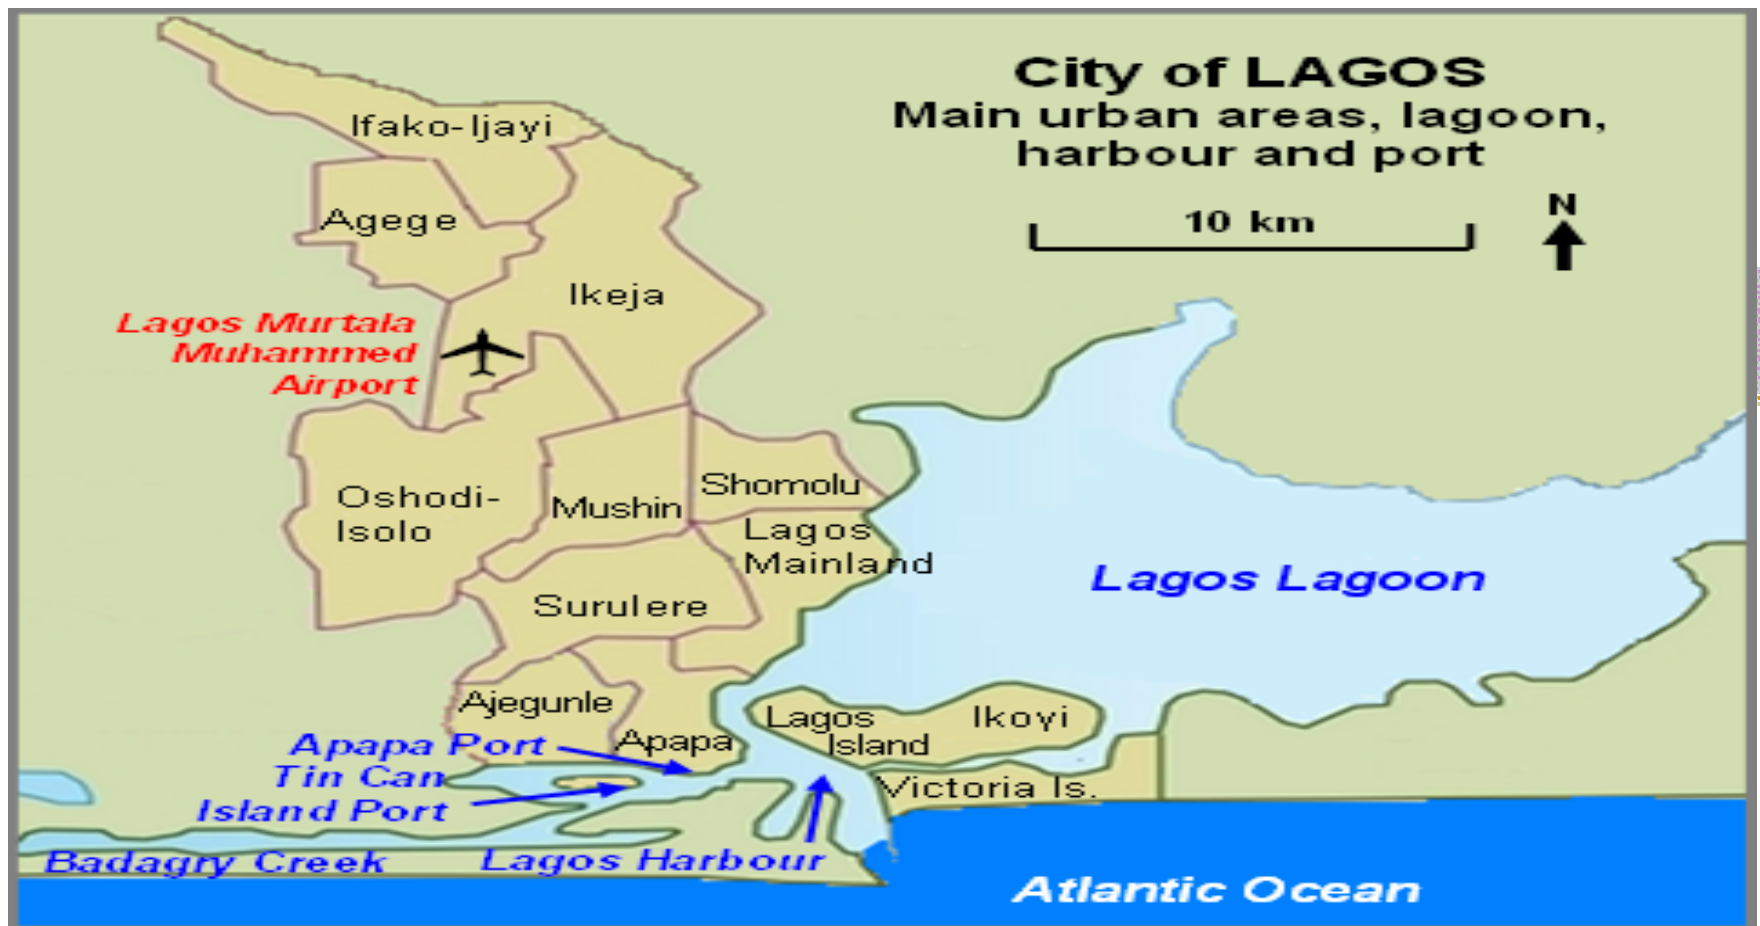 City of LAGOS
Main urban areas, lagoon,
harbour and port
Ifako-Ijayi
N
10 km
Agege
Ikeja
Lagos Murtala
Muhammed
Airport
Shomolu
Oshodi-
Isolo
Mushin
Lagos
Mainland
Lagos Lagoon
Surulere
Ajegunle
Lagos
Island
Ikoyi
Apapa
Apapa Port
Tin Can
Island Port
Victoria Is.
Badagry Creek
Lagos Harbour
Atlantic Ocean